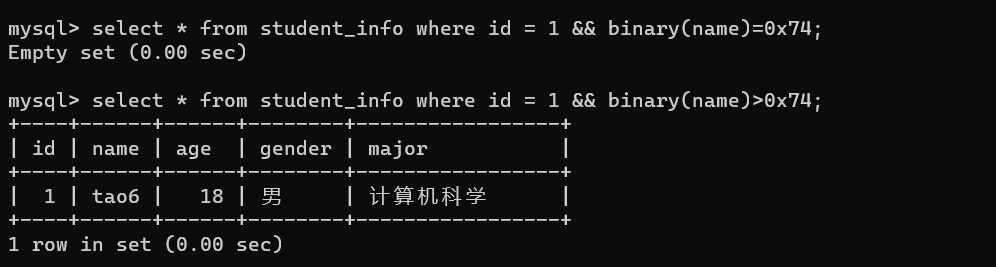 mysql> select * from student_info where id = 1 && binary(name)=0x74;
Empty set (0.00 sec)
mysql> select * from student_info where id = 1 && binary(name)>0x74;
+----+------+------+--------+-----------------+
| id | name | age  | gender | major           |
+----+------+------+--------+-----------------+
|  1 | tao6 |   18 | 男     | 计算机科学      |
+----+------+------+--------+-----------------+
1 row in set (0.00 sec)